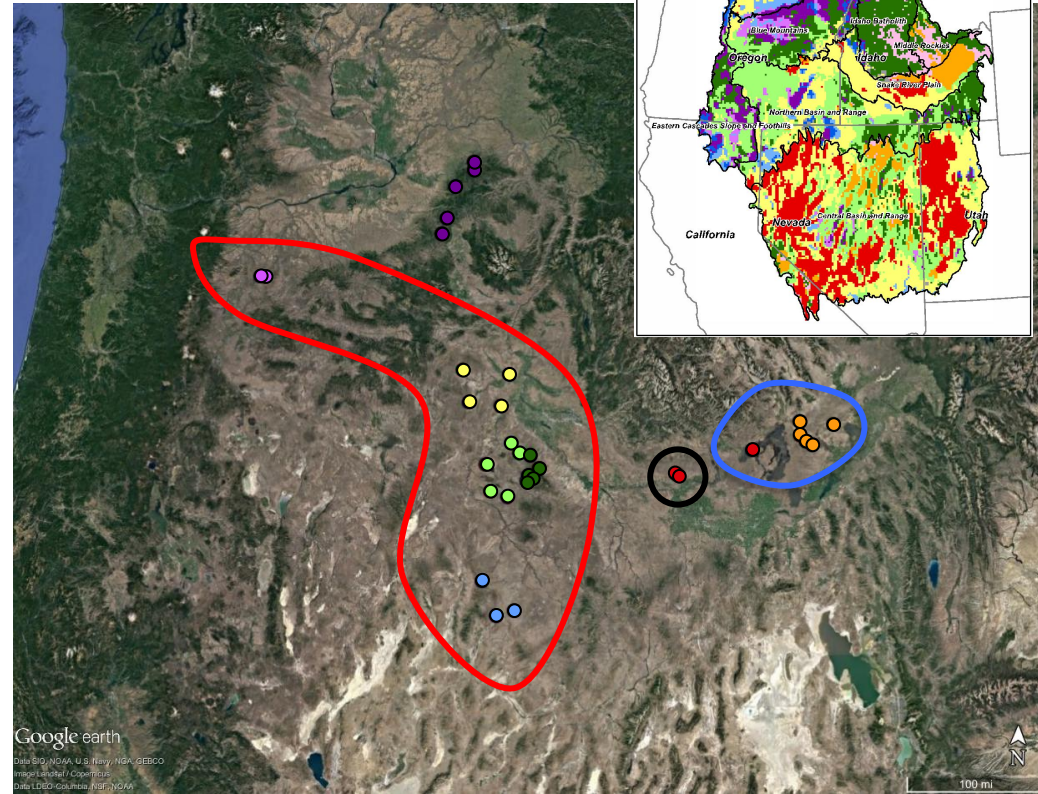 Idaho Batholith
Blue Mountains
Middle Rockies
Oregon
Idaho
Snake River Plain
Northern Basin and Range
Eastern Cascades Slope and Foothills
Central Basin and Range
Nevada
Utah
California
Google earth
Data SIO, NOAA, U.S. Navy, NGA, GEBCO
Image Landsat / Copernicus
Data LDEO-Columbia, NSF, NOAA
N
100 mi